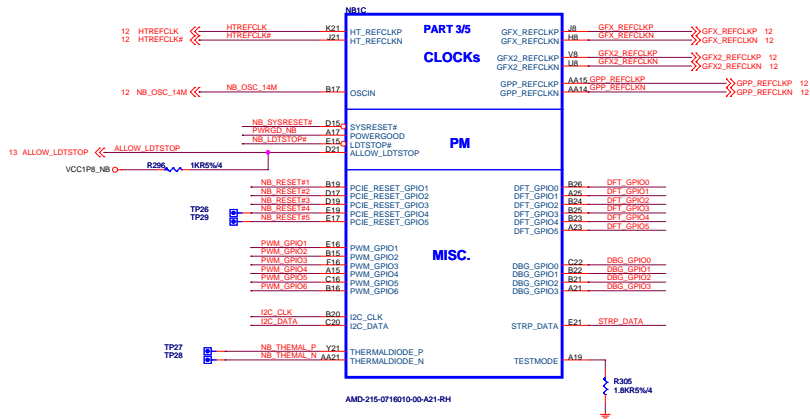 NB1C
PART 3/5
CLOCKs
12 HTREFCLK HTREFCLK K21 HT_REFCLKP
12 HTREFCLK# HTREFCLK# J21 HT_REFCLKN
GFX_REFCLKP J8 GFX_REFCLKP GFX_REFCLKP 12
GFX_REFCLKN H8 GFX_REFCLKN GFX_REFCLKN 12
GFX2_REFCLKP V8 GFX2_REFCLKP GFX2_REFCLKP 12
GFX2_REFCLKN U8 GFX2_REFCLKN GFX2_REFCLKN 12
GPP_REFCLKP AA15 GPP_REFCLKP GPP_REFCLKP 12
GPP_REFCLKN AA14 GPP_REFCLKN GPP_REFCLKN 12
12 NB_OSC_14M NB_OSC_14M B17 OSCIN
PM
NB_SYSRESET# D15 SYSRESET#
PWRGD_NB A17 POWERGOOD
NB_LDTSTOP# E15 LDTSTOP#
13 ALLOW_LDTSTOP ALLOW_LDTSTOP D21 ALLOW_LDTSTOP
VCC1P8_NB R296 1KR5%/4
MISC.
NB_RESET#1 B19 PCIE_RESET_GPIO1
NB_RESET#2 D17 PCIE_RESET_GPIO2
NB_RESET#3 D19 PCIE_RESET_GPIO3
TP26 NB_RESET#4 E19 PCIE_RESET_GPIO4
TP29 NB_RESET#5 E17 PCIE_RESET_GPIO5
DFT_GPIO0 B26 DFT_GPIO0
DFT_GPIO1 A25 DFT_GPIO1
DFT_GPIO2 B24 DFT_GPIO2
DFT_GPIO3 B25 DFT_GPIO3
DFT_GPIO4 B23 DFT_GPIO4
DFT_GPIO5 A23 DFT_GPIO5
PWM_GPIO1 E16 PWM_GPIO1
PWM_GPIO2 B15 PWM_GPIO2
PWM_GPIO3 F16 PWM_GPIO3
PWM_GPIO4 A15 PWM_GPIO4
PWM_GPIO5 C16 PWM_GPIO5
PWM_GPIO6 B16 PWM_GPIO6
DBG_GPIO0 C22 DBG_GPIO0
DBG_GPIO1 B22 DBG_GPIO1
DBG_GPIO2 B21 DBG_GPIO2
DBG_GPIO3 A21 DBG_GPIO3
I2C_CLK B20 I2C_CLK
I2C_DATA C20 I2C_DATA
STRP_DATA E21 STRP_DATA
TP27 NB_THEMAL_P Y21 THERMALDIODE_P
TP28 NB_THEMAL_N AA21 THERMALDIODE_N
TESTMODE A19
R305
1.8KR5%/4
AMD-215-0716010-00-A21-RH